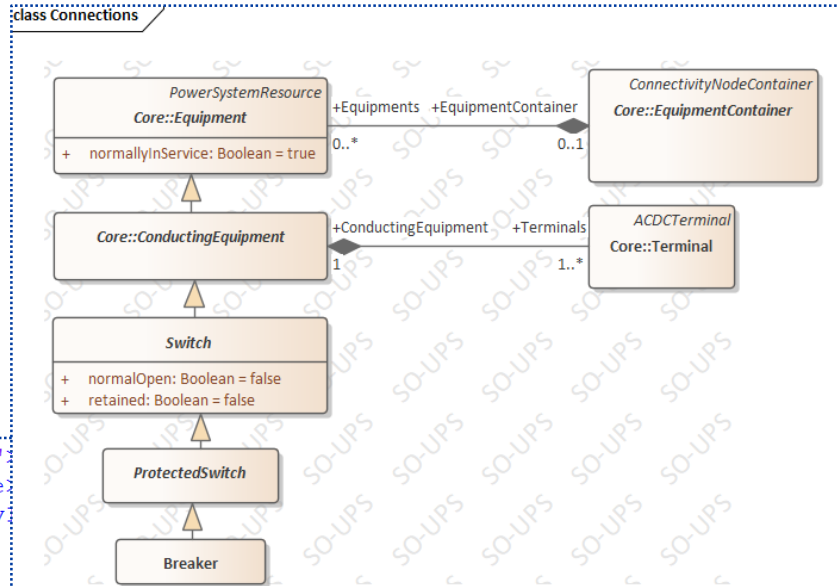 class Connections
PowerSystemResource
Core::Equipment
+ normallyInService: Boolean = true
+Equipments +EquipmentContainer
0..* 0..1
ConnectivityNodeContainer
Core::EquipmentContainer
Core::ConductingEquipment
+ConductingEquipment +Terminals
1 1..*
ACDCTerminal
Core::Terminal
Switch
+ normalOpen: Boolean = false
+ retained: Boolean = false
ProtectedSwitch
Breaker
SO-UPS